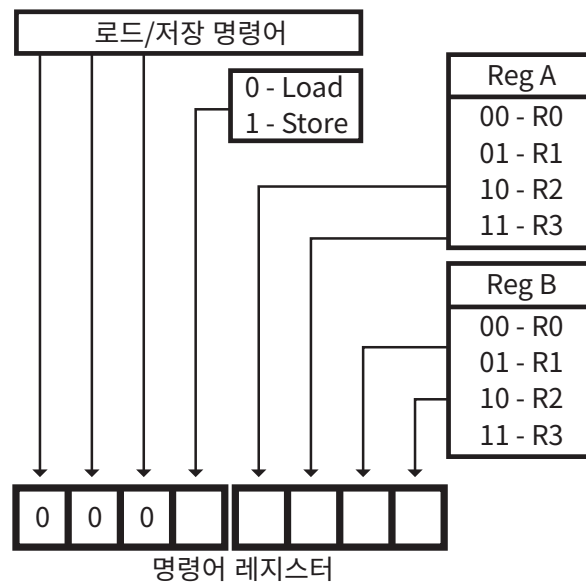 로드/저장 명령어
0 - Load
1 - Store
Reg A
00 - R0
01 - R1
10 - R2
11 - R3
Reg B
00 - R0
01 - R1
10 - R2
11 - R3
0 0 0
명령어 레지스터